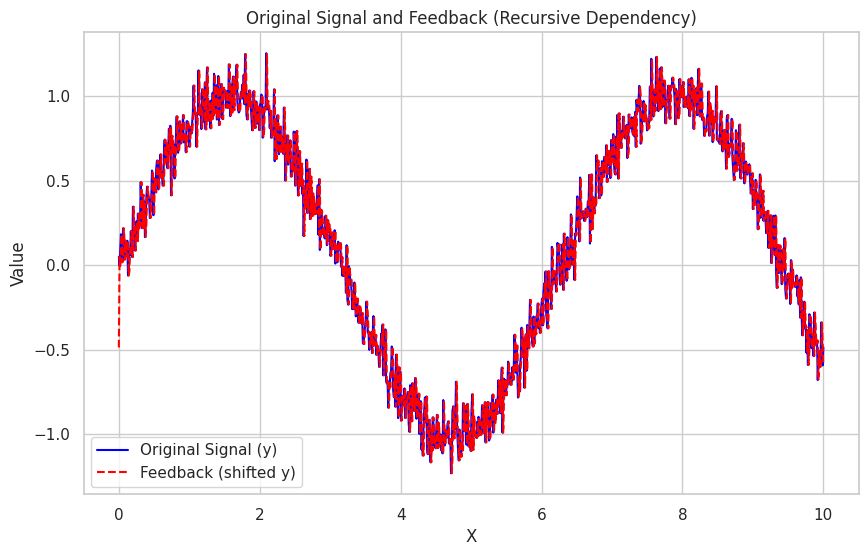 Original Signal and Feedback (Recursive Dependency)
Value
1.0
0.5
0.0
−0.5
−1.0
Original Signal (y)
Feedback (shifted y)
0 2 4 6 8 10
X